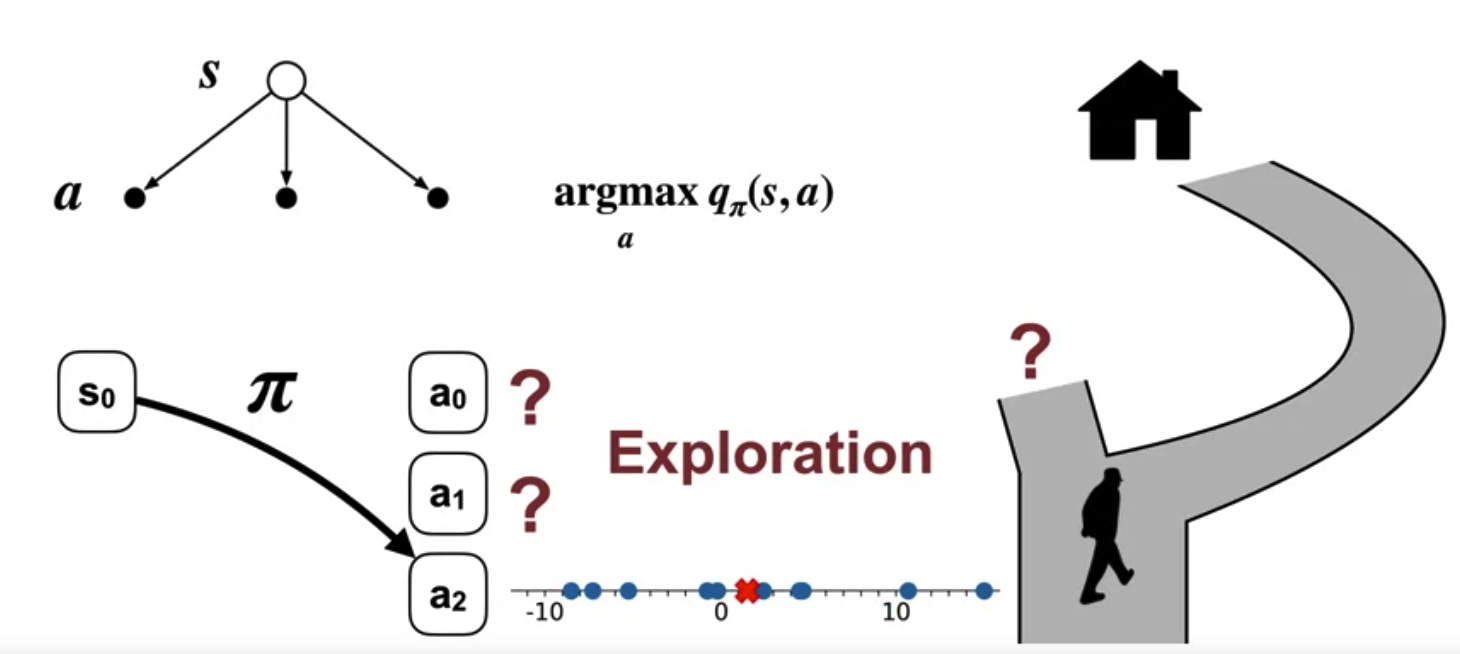 s
a
argmax qπ(s, a)
a
s0
π
a0
?
Exploration
a1
?
a2
-10 0 10
?